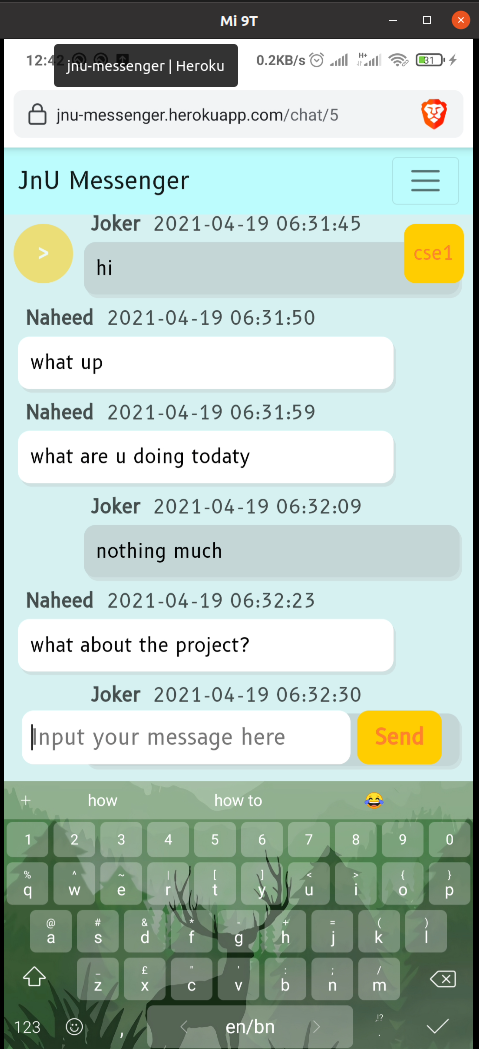 Mi 9T
12:42
jnu-messenger | Heroku
0.2KB/s
H+
31
jnu-messenger.herokuapp.com/chat/5
JnU Messenger
Joker 2021-04-19 06:31:45
>
hi
cse1
Naheed 2021-04-19 06:31:50
what up
Naheed 2021-04-19 06:31:59
what are u doing todaty
Joker 2021-04-19 06:32:09
nothing much
Naheed 2021-04-19 06:32:23
what about the project?
Joker 2021-04-19 06:32:30
Input your message here
Send
+ how how to 😂
1 2 3 4 5 6 7 8 9 0
% ^ ~ | [ ] < > { }
q w e r t y u i o p
@ # & * - + = ( )
a s d f g h j k l
_ £ " ' : ; /
z x c v b n m
123 , < en/bn > .
,!?